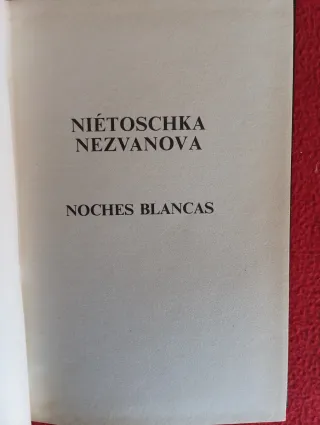 NIÉTOSCHKA
NEZVANOVA
NOCHES BLANCAS